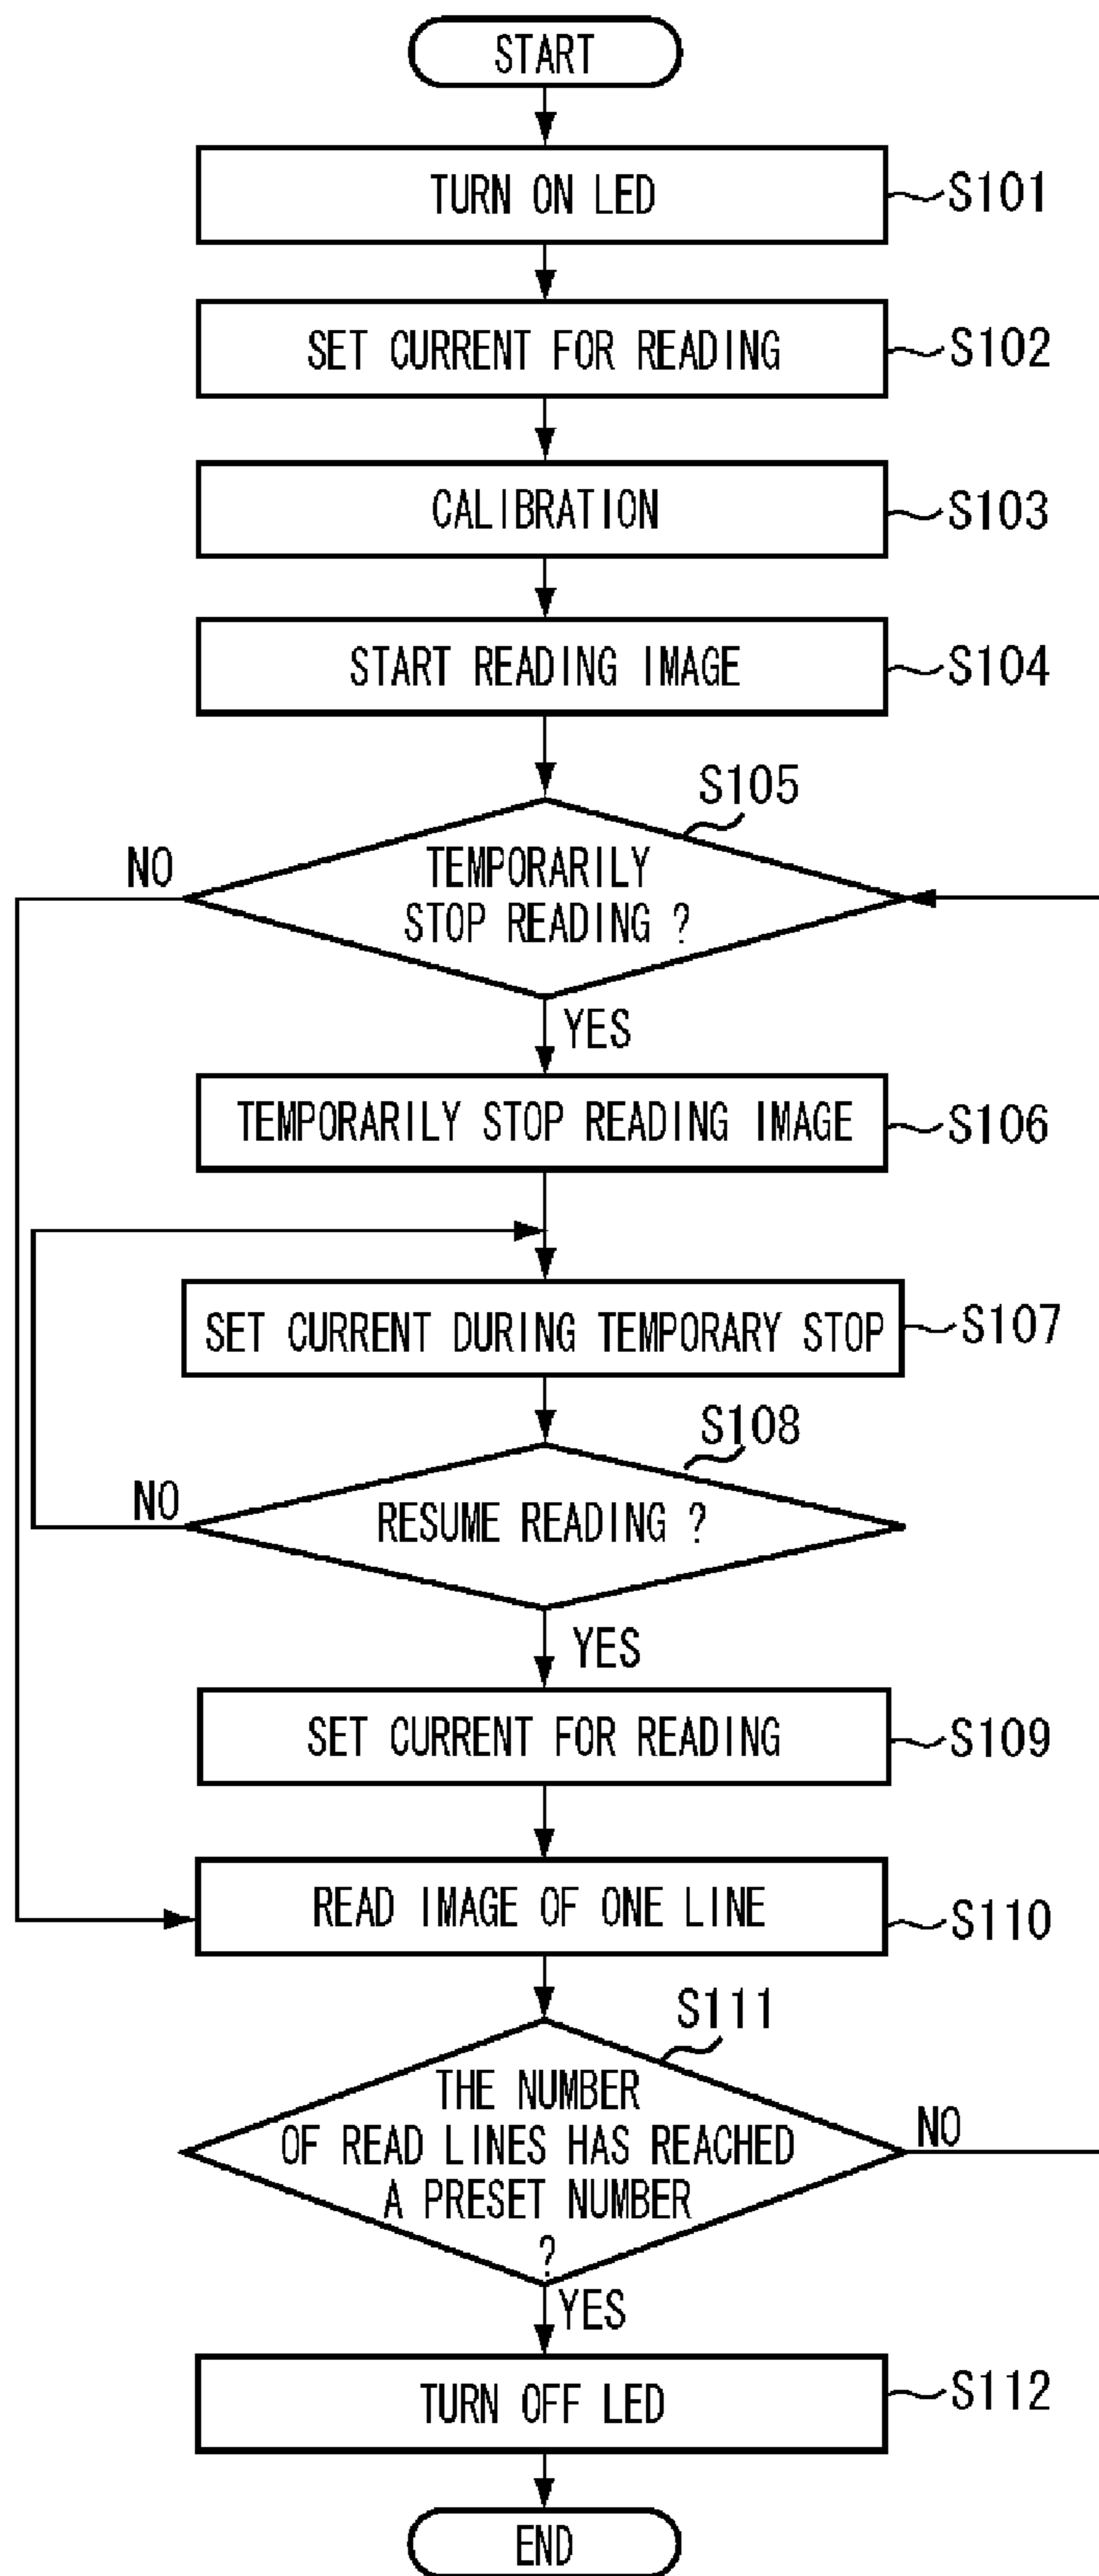 START
TURN ON LED
S101
SET CURRENT FOR READING
S102
CALIBRATION
S103
START READING IMAGE
S104
S105
NO
TEMPORARILY
STOP READING ?
YES
TEMPORARILY STOP READING IMAGE
S106
SET CURRENT DURING TEMPORARY STOP
S107
S108
NO
RESUME READING ?
YES
SET CURRENT FOR READING
S109
READ IMAGE OF ONE LINE
S110
S111
THE NUMBER
OF READ LINES HAS REACHED
A PRESET NUMBER
?
NO
YES
TURN OFF LED
S112
END